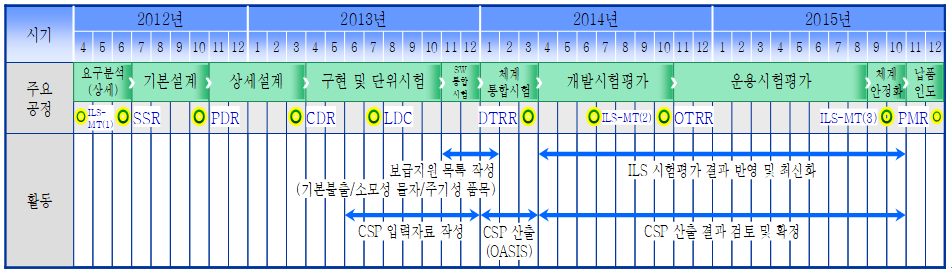 시기
2012년 2013년 2014년 2015년
4 5 6 7 8 9 10 11 12 1 2 3 4 5 6 7 8 9 10 11 12 1 2 3 4 5 6 7 8 9 10 11 12 1 2 3 4 5 6 7 8 9 10 11 12
주요
공정
요구분석
(상세)
기본설계
상세설계
구현 및 단위시험
SW
통합
시험
체계
통합시험
개발시험평가
운용시험평가
체계
안정화
납품
인도
ILS-
MT(1)
SSR
PDR
CDR
LDC
DTRR
ILS-MT(2)
OTRR
ILS-MT(3)
PMR
활동
보급지원 목록 작성
(기본불출/소모성 물자/주기성 품목)
ILS 시험평가 결과 반영 및 최신화
CSP 입력자료 작성
CSP 산출
(OASIS)
CSP 산출 결과 검토 및 확정